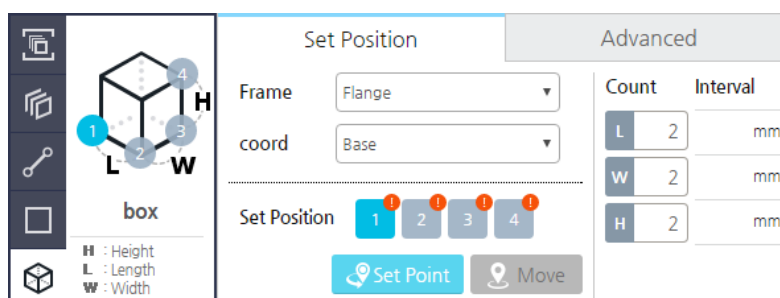 Set Position
Advanced
4
H
1
3
2
L
W
box
H : Height
L : Length
W : Width
Frame
Flange
coord
Base
Set Position
1 ! 2 ! 3 ! 4 !
Set Point
Move
Count Interval
L 2 mm
W 2 mm
H 2 mm